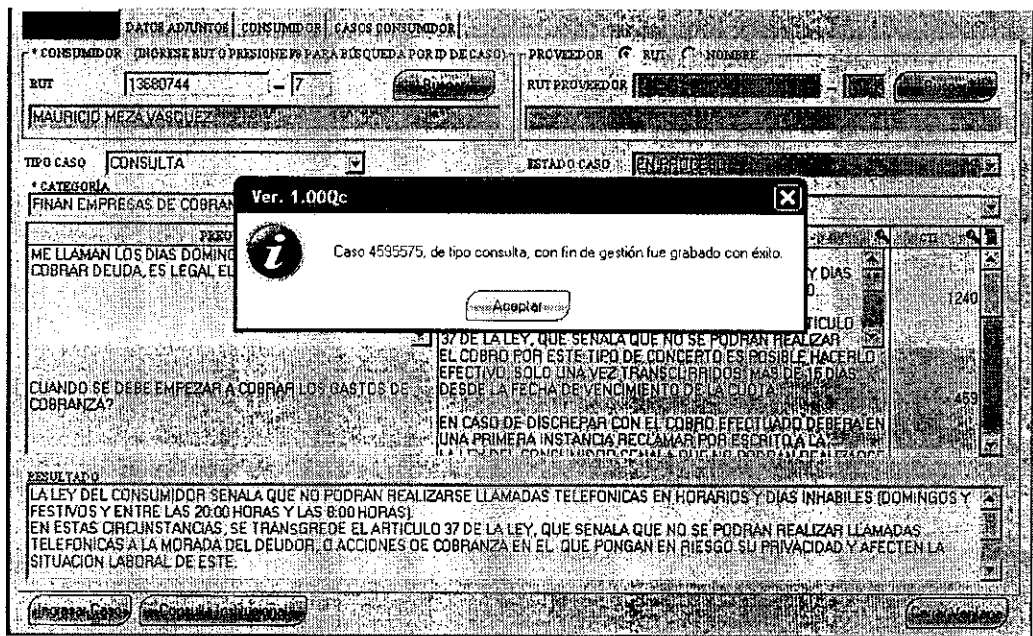 DATOS ADJUNTOS CONSUMIDOR CASOS CONSUMIDOR
* CONSUMIDOR (INGRESE RUT O PRESIONE F8 PARA BÚSQUEDA POR ID DE CASO)
PROVEEDOR RUT NOMBRE
RUT 13680744 - 7
RUT PROVEEDOR
MAURICIO MEZA VASQUEZ
TIPO CASO CONSULTA
ESTADO CASO EN PROCESO
* CATEGORÍA
FINAN EMPRESAS DE COBRAN
Ver. 1.00Qc
Caso 4595575, de tipo consulta, con fin de gestión fue grabado con éxito.
Aceptar
ME LLAMAN LOS DIAS DOMING
COBRAR DEUDA, ES LEGAL EL
Y DIAS
1240
TICULO
37 DE LA LEY, QUE SEÑALA QUE NO SE PODRAN REALIZAR
EL COBRO POR ESTE TIPO DE CONCEPTO ES POSIBLE HACERLO
EFECTIVO, SOLO UNA VEZ TRANSCURRIDOS MAS DE 15 DIAS
DESDE LA FECHA DE VENCIMIENTO DE LA CUOTA
CUANDO SE DEBE EMPEZAR A COBRAR LOS GASTOS DE
COBRANZA?
459
EN CASO DE DISCREPAR CON EL COBRO EFECTUADO DEBERA EN
UNA PRIMERA INSTANCIA RECLAMAR POR ESCRITO A LA
RESULTADO
LA LEY DEL CONSUMIDOR SEÑALA QUE NO PODRAN REALIZARSE LLAMADAS TELEFONICAS EN HORARIOS Y DIAS INHABILES (DOMINGOS Y
FESTIVOS Y ENTRE LAS 20:00 HORAS Y LAS 8:00 HORAS).
EN ESTAS CIRCUNSTANCIAS, SE TRANSGREDE EL ARTICULO 37 DE LA LEY, QUE SEÑALA QUE NO SE PODRAN REALIZAR LLAMADAS
TELEFONICAS A LA MORADA DEL DEUDOR, O ACCIONES DE COBRANZA EN EL QUE PONGAN EN RIESGO SU PRIVACIDAD Y AFECTEN LA
SITUACION LABORAL DE ESTE.
Ingresar Caso Consulta Institucional